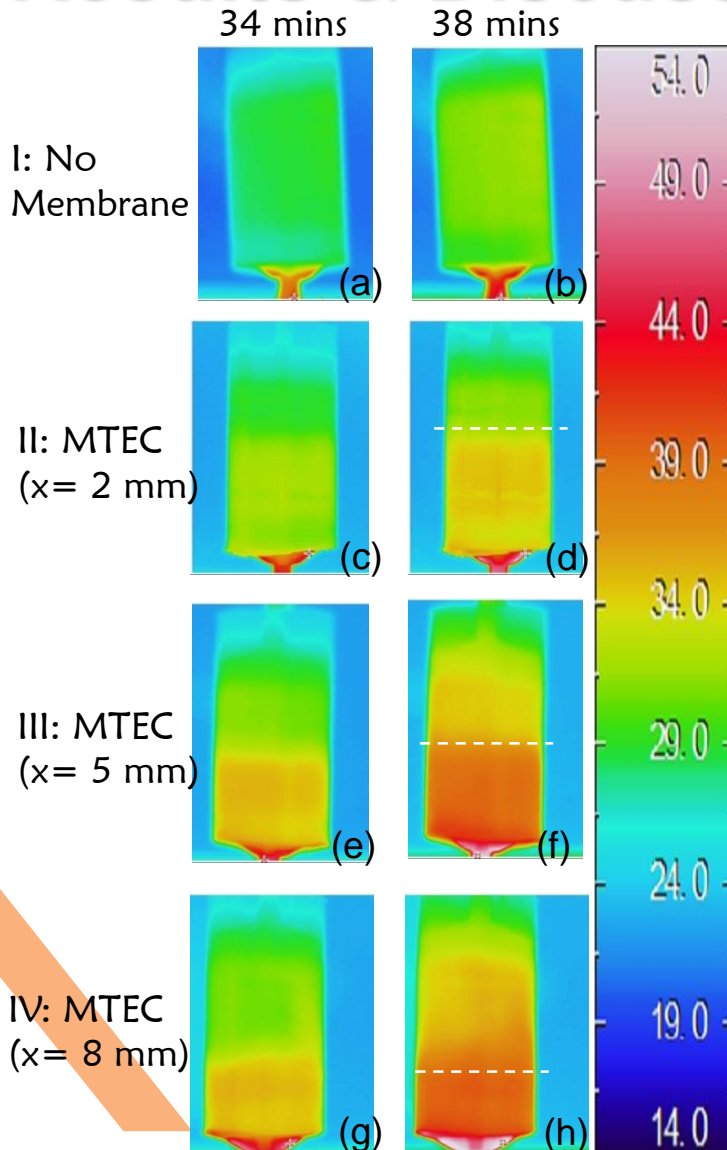 34 mins 38 mins
I: No
Membrane
(a) (b)
II: MTEC
(x= 2 mm)
(c) (d)
III: MTEC
(x= 5 mm)
(e) (f)
IV: MTEC
(x= 8 mm)
(g) (h)
54.0
49.0
44.0
39.0
34.0
29.0
24.0
19.0
14.0